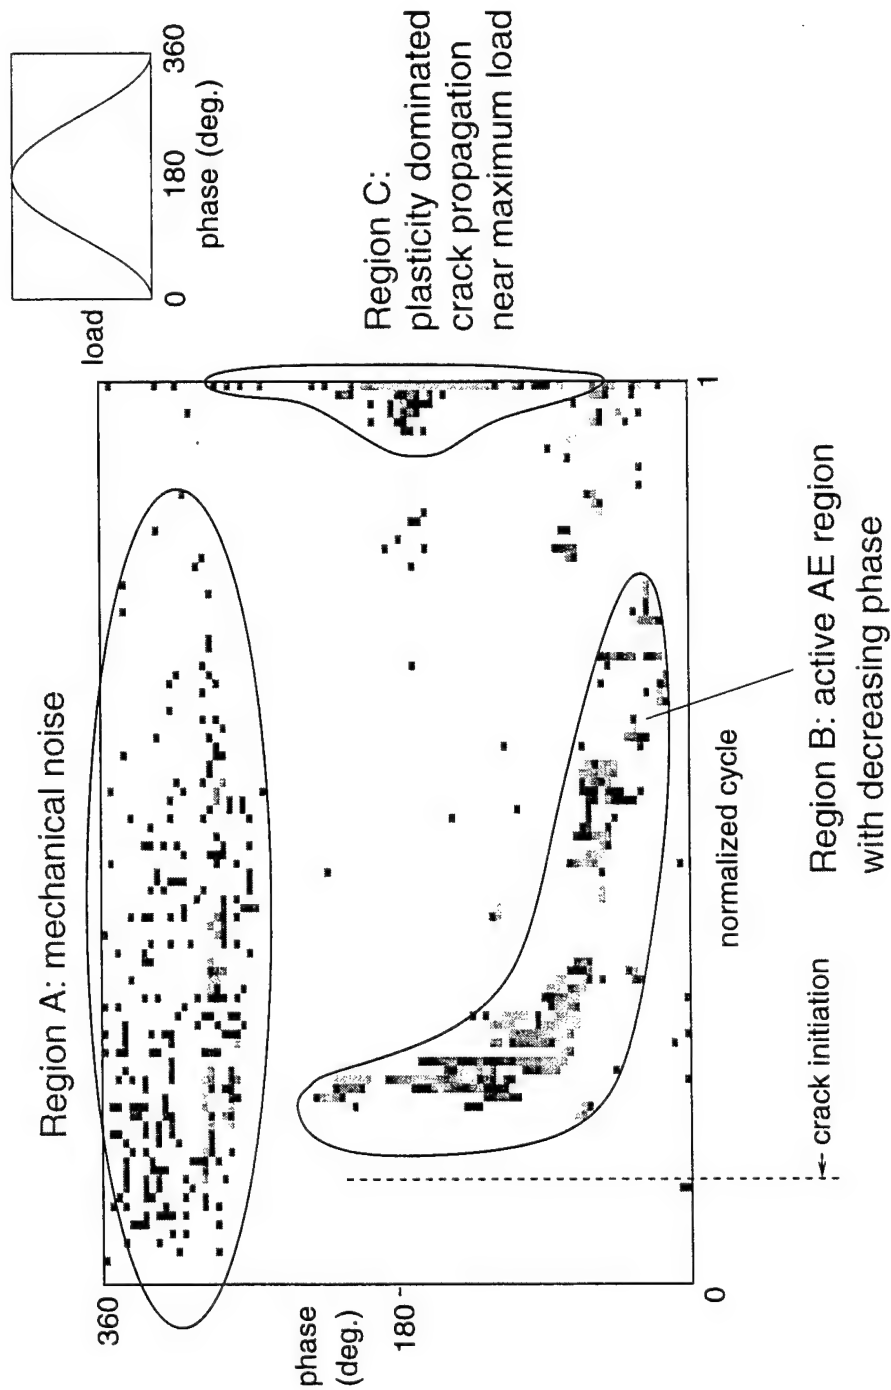 load
0
180
360
phase (deg.)
Region A: mechanical noise
360
phase
(deg.)
180
0
1
normalized cycle
crack initiation
Region B: active AE region
with decreasing phase
Region C:
plasticity dominated
crack propagation
near maximum load